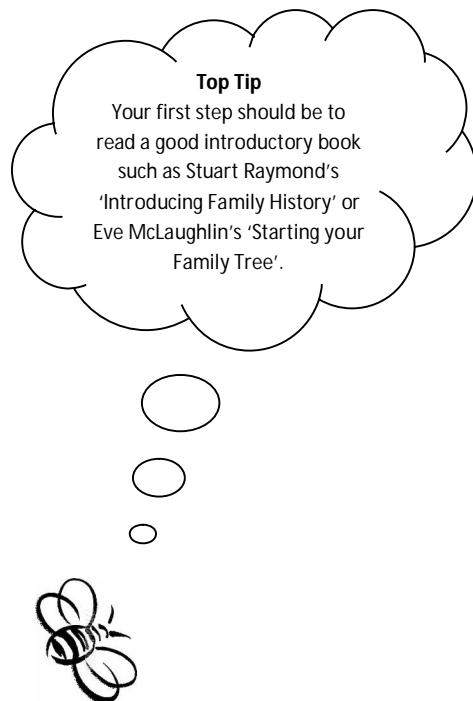 Top Tip
Your first step should be to
read a good introductory book
such as Stuart Raymond's
'Introducing Family History' or
Eve McLaughlin's 'Starting your
Family Tree'.